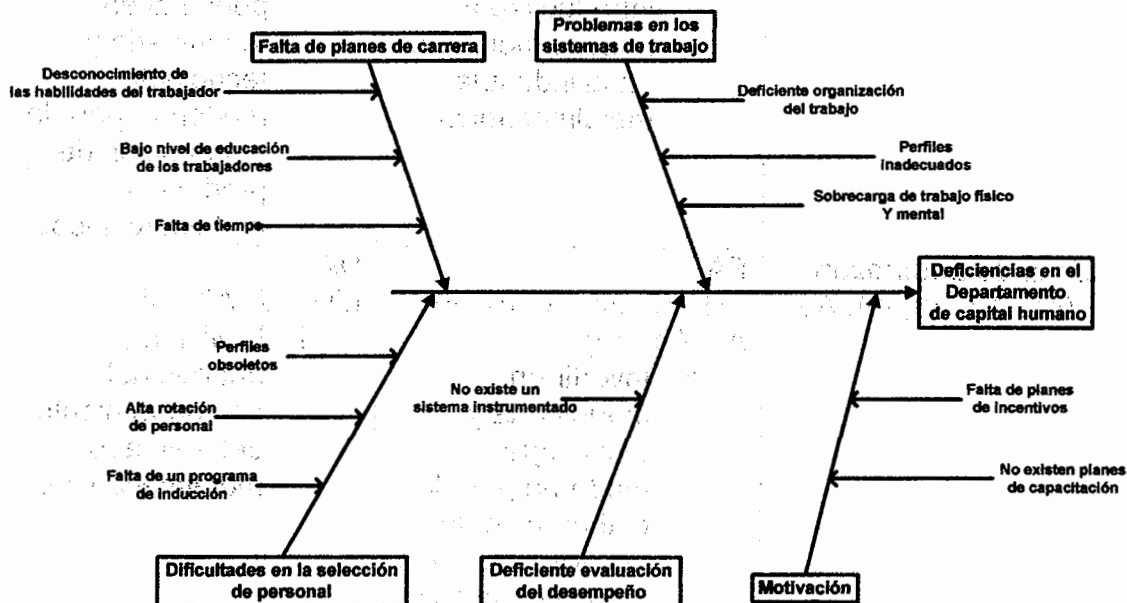 Falta de planes de carrera
Problemas en los
sistemas de trabajo
Desconocimiento de
las habilidades del trabajador
Bajo nivel de educación
de los trabajadores
Falta de tiempo
Deficiente organización
del trabajo
Perfiles
inadecuados
Sobrecarga de trabajo físico
Y mental
Deficiencias en el
Departamento
de capital humano
Perfiles
obsoletos
Alta rotación
de personal
Falta de un programa
de inducción
No existe un
sistema instrumentado
Falta de planes
de incentivos
No existen planes
de capacitación
Dificultades en la selección
de personal
Deficiente evaluación
del desempeño
Motivación